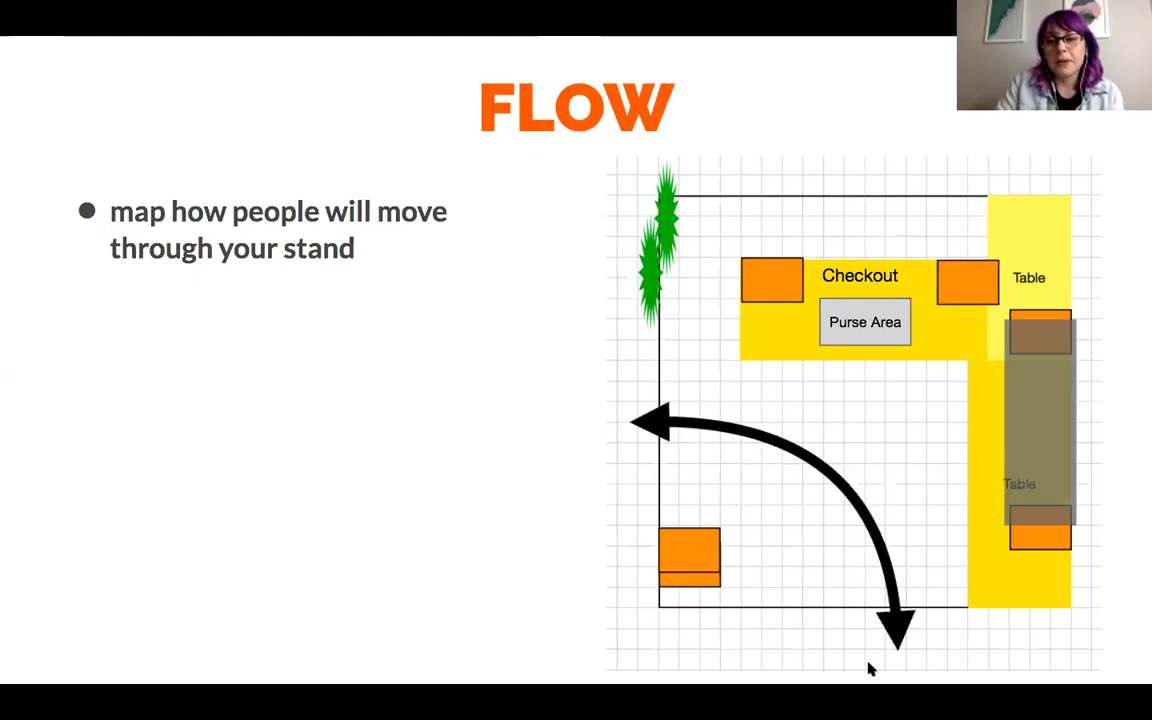 FLOW
map how people will move
through your stand
Checkout
Table
Purse Area
Table